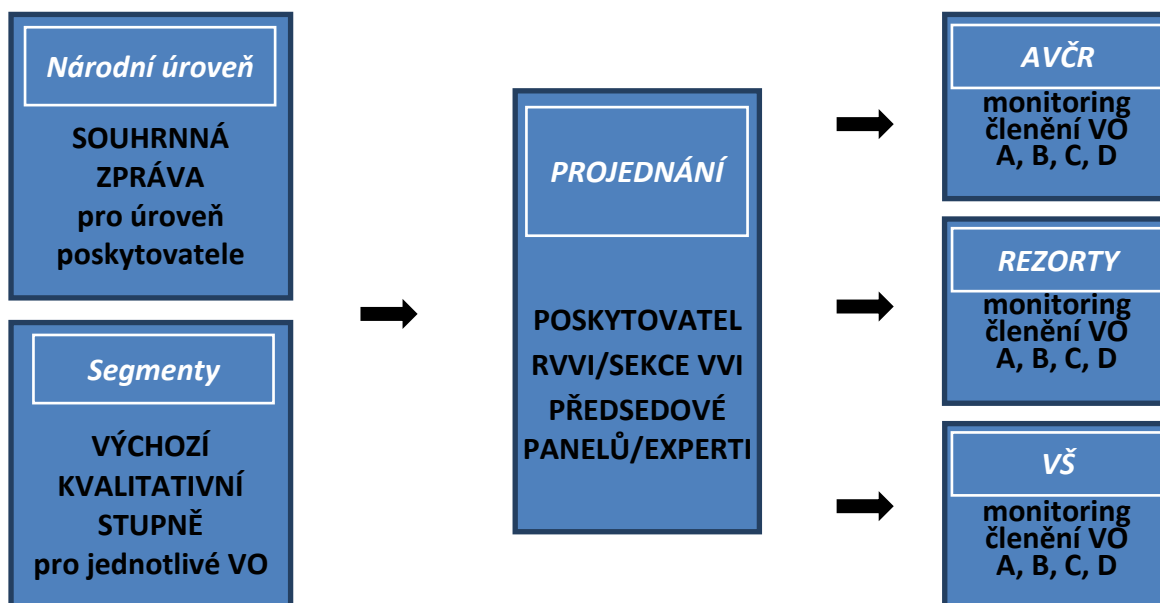 Národní úroveň
SOUHRNNÁ
ZPRÁVA
pro úroveň
poskytovatele
Segmenty
VÝCHOZÍ
KVALITATIVNÍ
STUPNĚ
pro jednotlivé VO
PROJEDNÁNÍ
POSKYTOVATEL
RVVI/SEKCE VVI
PŘEDSEDOVÉ
PANELŮ/EXPERTI
AVČR
monitoring
členění VO
A, B, C, D
REZORTY
monitoring
členění VO
A, B, C, D
VŠ
monitoring
členění VO
A, B, C, D